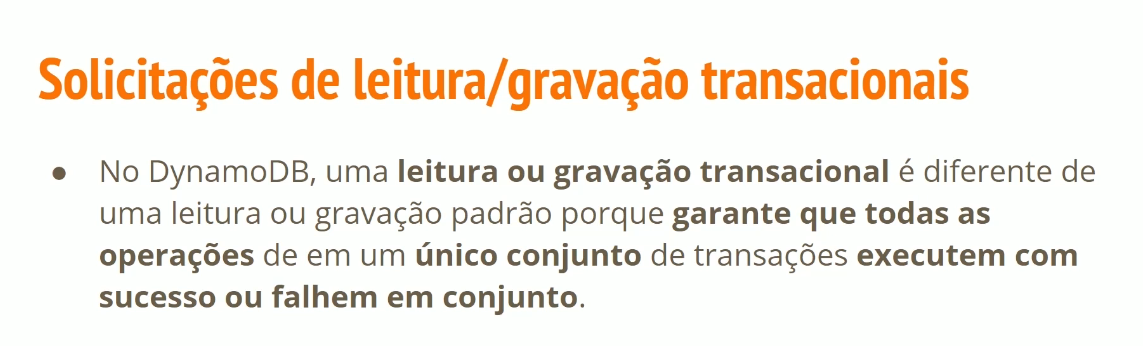 Solicitações de leitura/gravação transacionais
● No DynamoDB, uma leitura ou gravação transacional é diferente de
uma leitura ou gravação padrão porque garante que todas as
operações de em um único conjunto de transações executem com
sucesso ou falhem em conjunto.